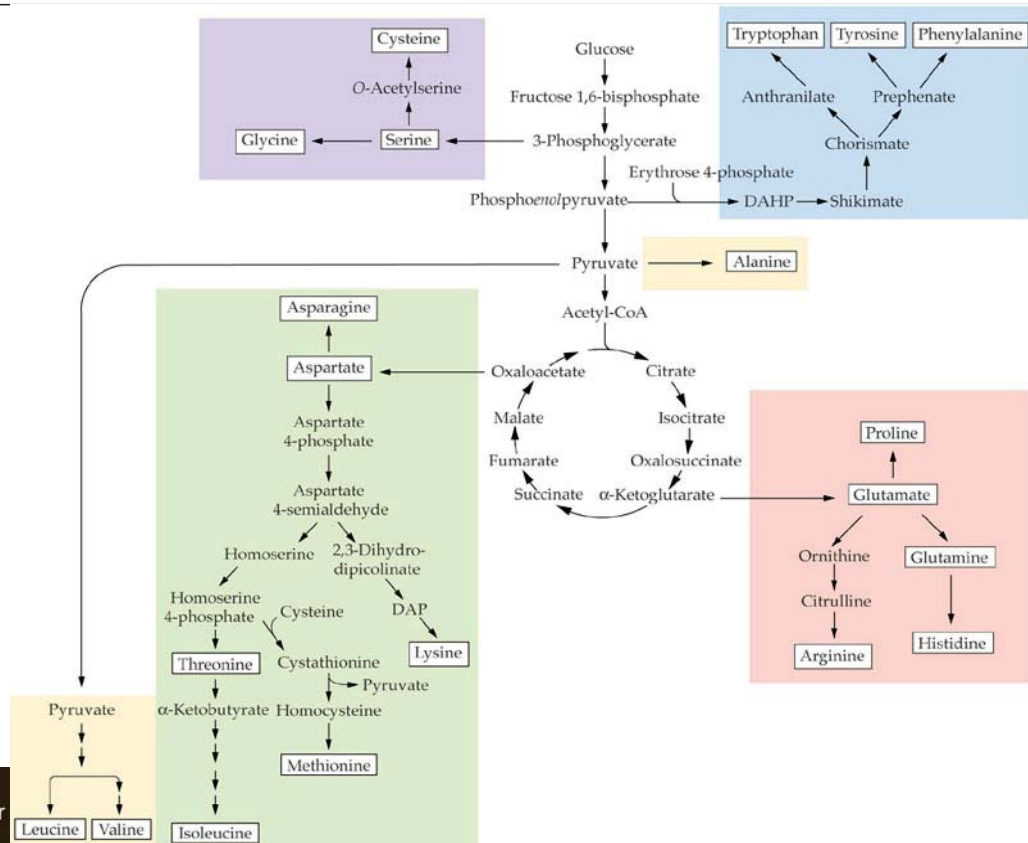 Cysteine
O-Acetylserine
Glycine
Serine
Glucose
Fructose 1,6-bisphosphate
3-Phosphoglycerate
Erythrose 4-phosphate
Phosphoenolpyruvate
Tryptophan
Tyrosine
Phenylalanine
Anthranilate
Prephenate
Chorismate
DAHP
Shikimate
Pyruvate
Alanine
Acetyl-CoA
Oxaloacetate
Citrate
Malate
Isocitrate
Fumarate
Oxalosuccinate
Succinate
α-Ketoglutarate
Asparagine
Aspartate
Aspartate
4-phosphate
Aspartate
4-semialdehyde
Homoserine
2,3-Dihydro-
dipicolinate
Homoserine
4-phosphate
Cysteine
DAP
Lysine
Threonine
Cystathionine
Pyruvate
α-Ketobutyrate
Homocysteine
Methionine
Isoleucine
Proline
Glutamate
Ornithine
Glutamine
Citrulline
Arginine
Histidine
Pyruvate
Leucine
Valine
r